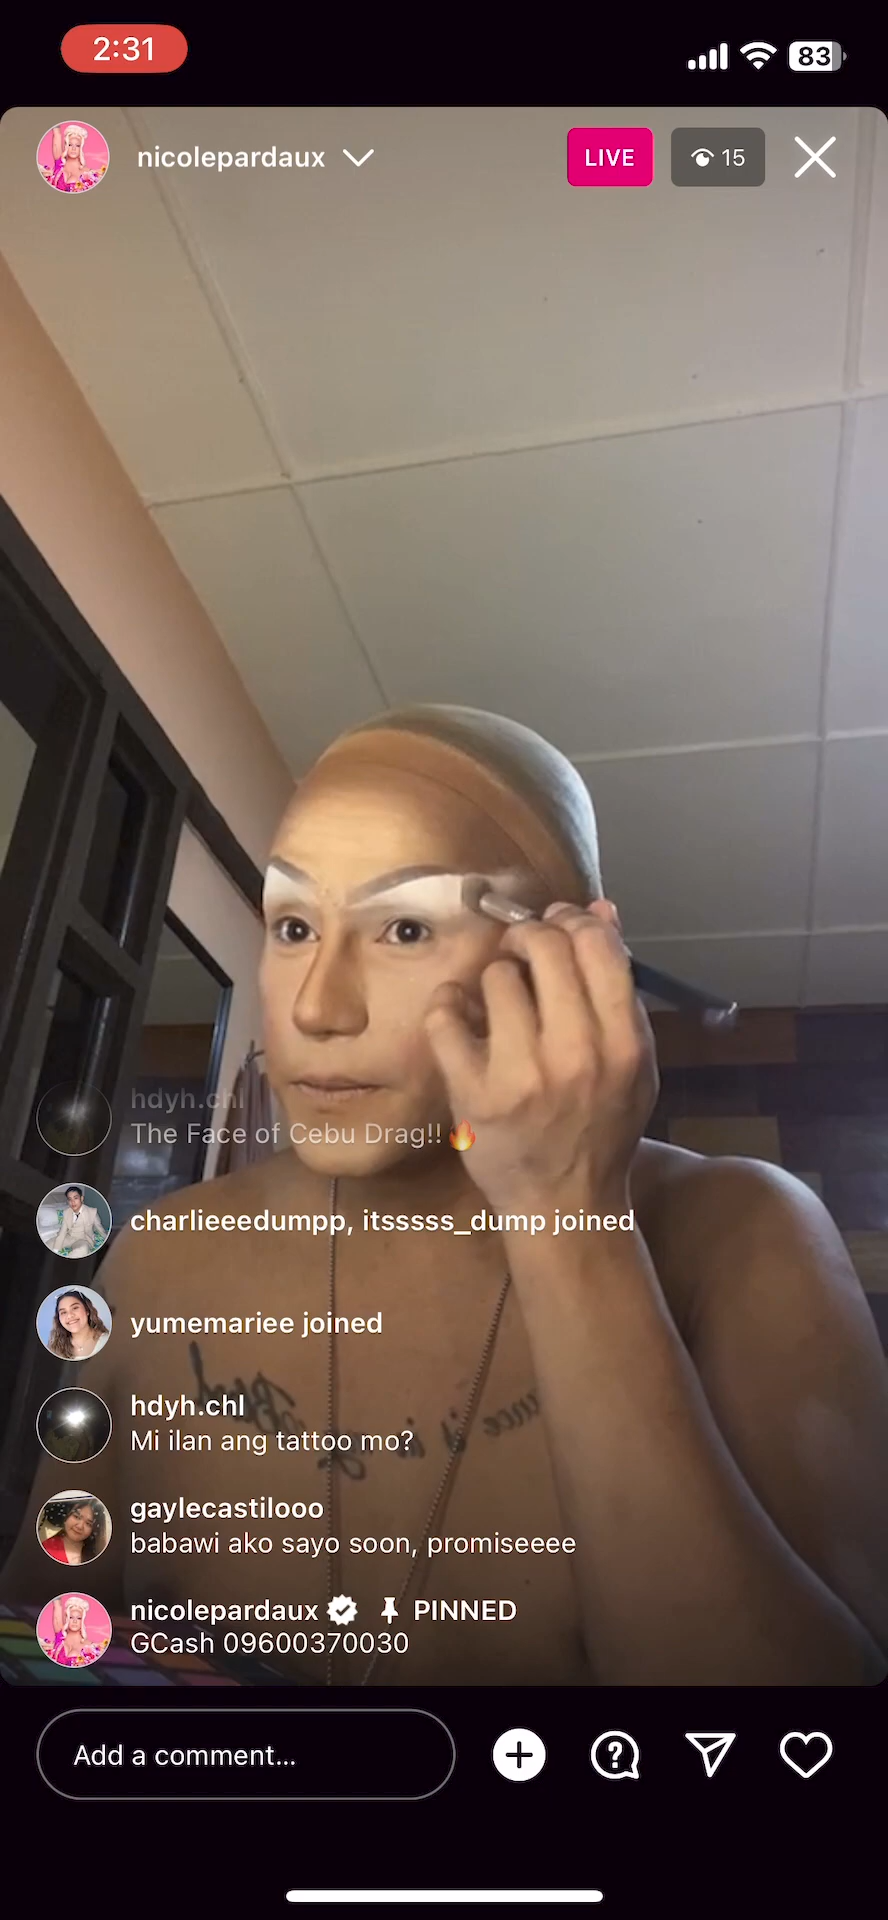 2:31
83
nicolepardaux
LIVE
15
hdyh.chl
The Face of Cebu Drag!!🔥
charlieeedumpp, itsssss_dump joined
yumemariee joined
hdyh.chl
Mi ilan ang tattoo mo?
gaylecastilooo
babawi ako sayo soon, promiseeee
nicolepardaux PINNED
GCash 09600370030
Add a comment...